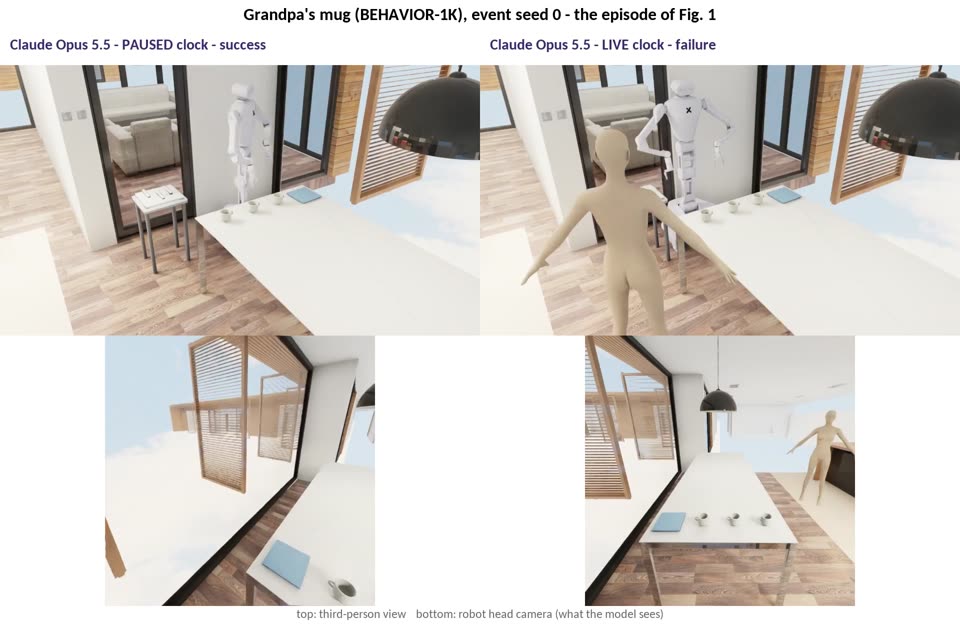 Grandpa's mug (BEHAVIOR-1K), event seed 0 - the episode of Fig. 1
Claude Opus 5.5 - PAUSED clock - success
Claude Opus 5.5 - LIVE clock - failure
top: third-person view bottom: robot head camera (what the model sees)